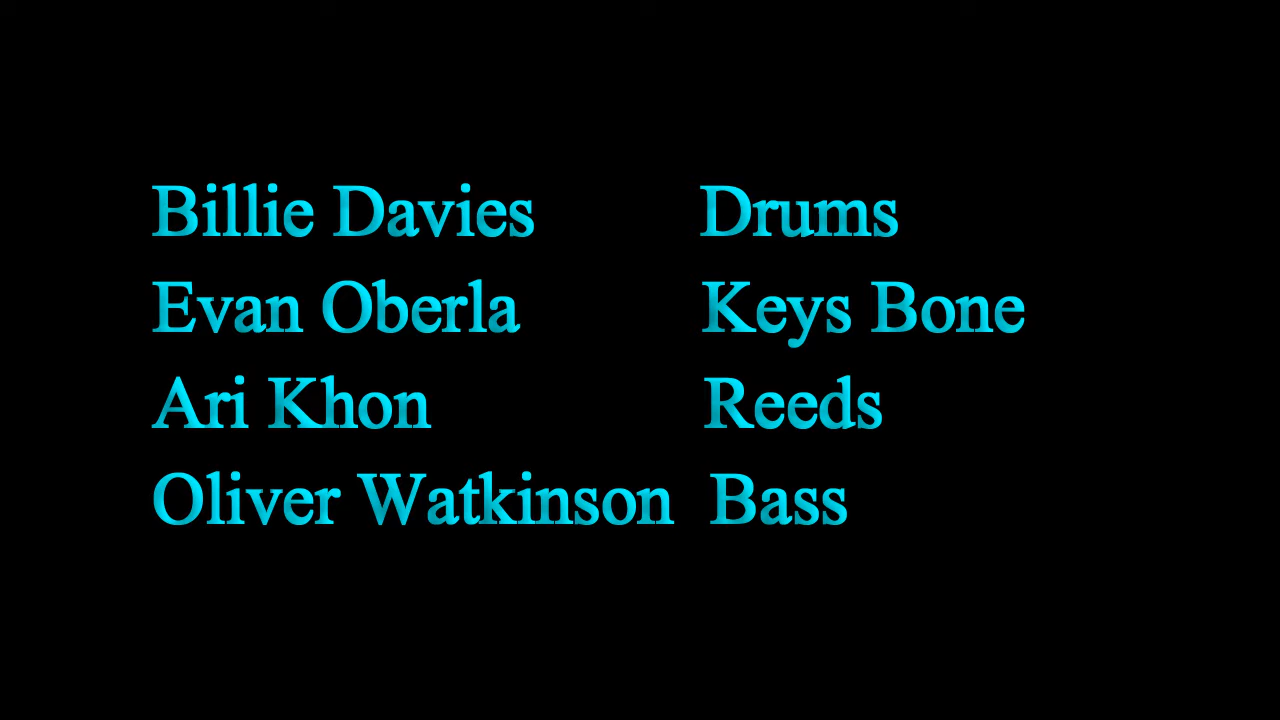 Billie Davies Drums
Evan Oberla Keys Bone
Ari Khon Reeds
Oliver Watkinson Bass